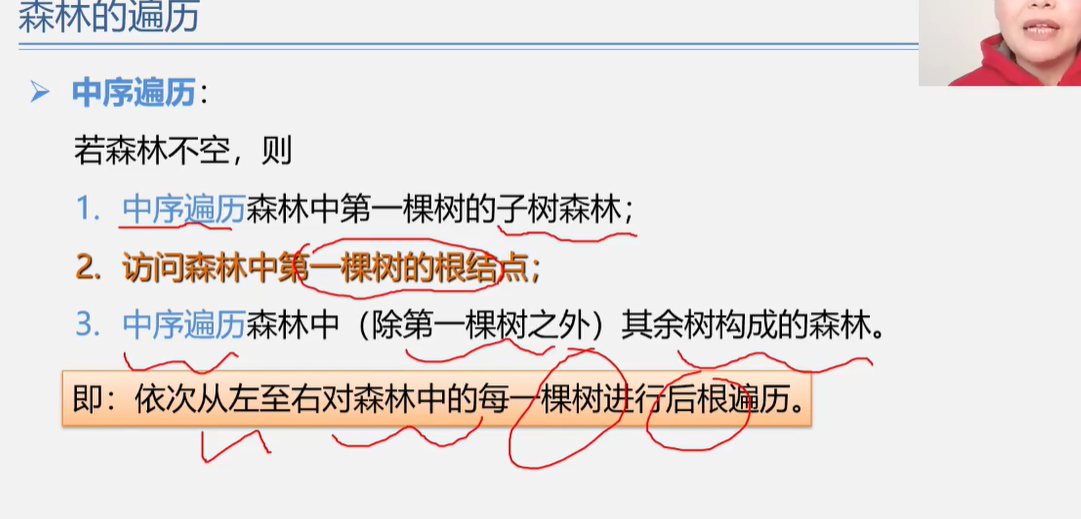 森林的遍历
中序遍历：
若森林不空，则
1. 中序遍历森林中第一棵树的子树森林；
2. 访问森林中第一棵树的根结点；
3. 中序遍历森林中（除第一棵树之外）其余树构成的森林。
即：依次从左至右对森林中的每一棵树进行后根遍历。